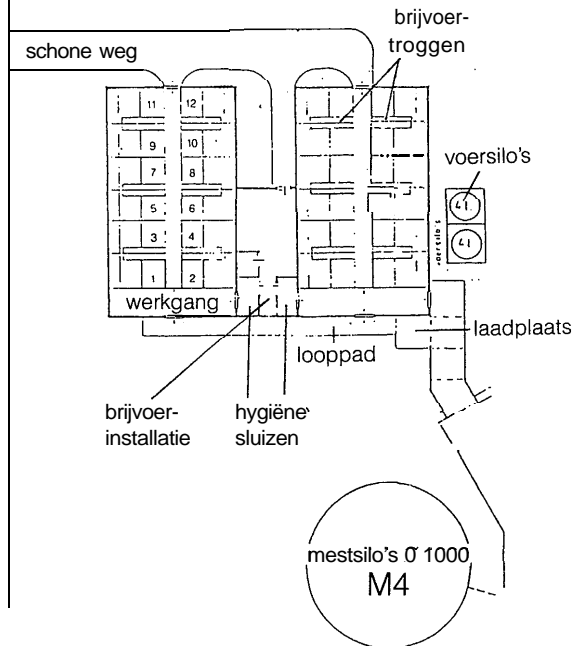 brijvoer-
troggen
schone weg
11 12
9 10
7 8
5 6
3 4
1 2
voersilo's
41.
41
voersilo's
werkgang
laadplaats
looppad
brijvoer-
installatie
hygiëne
sluizen
mestsilo's 0 1000
M4